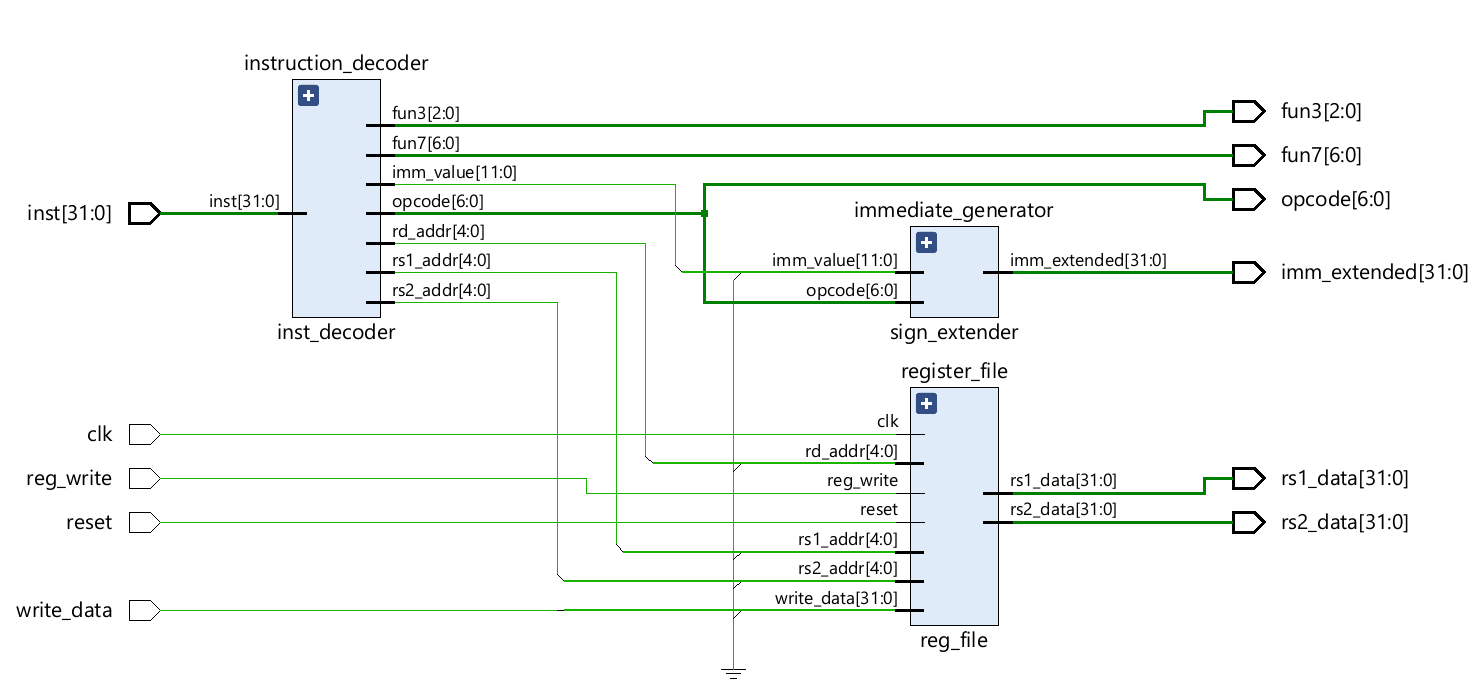 instruction_decoder
fun3[2:0]
fun3[2:0]
fun7[6:0]
fun7[6:0]
imm_value[11:0]
inst[31:0]
inst[31:0]
opcode[6:0]
opcode[6:0]
immediate_generator
rd_addr[4:0]
rs1_addr[4:0]
imm_value[11:0]
imm_extended[31:0]
imm_extended[31:0]
rs2_addr[4:0]
opcode[6:0]
inst_decoder
sign_extender
register_file
clk
clk
rd_addr[4:0]
reg_write
reg_write
rs1_data[31:0]
rs1_data[31:0]
reset
reset
rs2_data[31:0]
rs2_data[31:0]
rs1_addr[4:0]
rs2_addr[4:0]
write_data
write_data[31:0]
reg_file